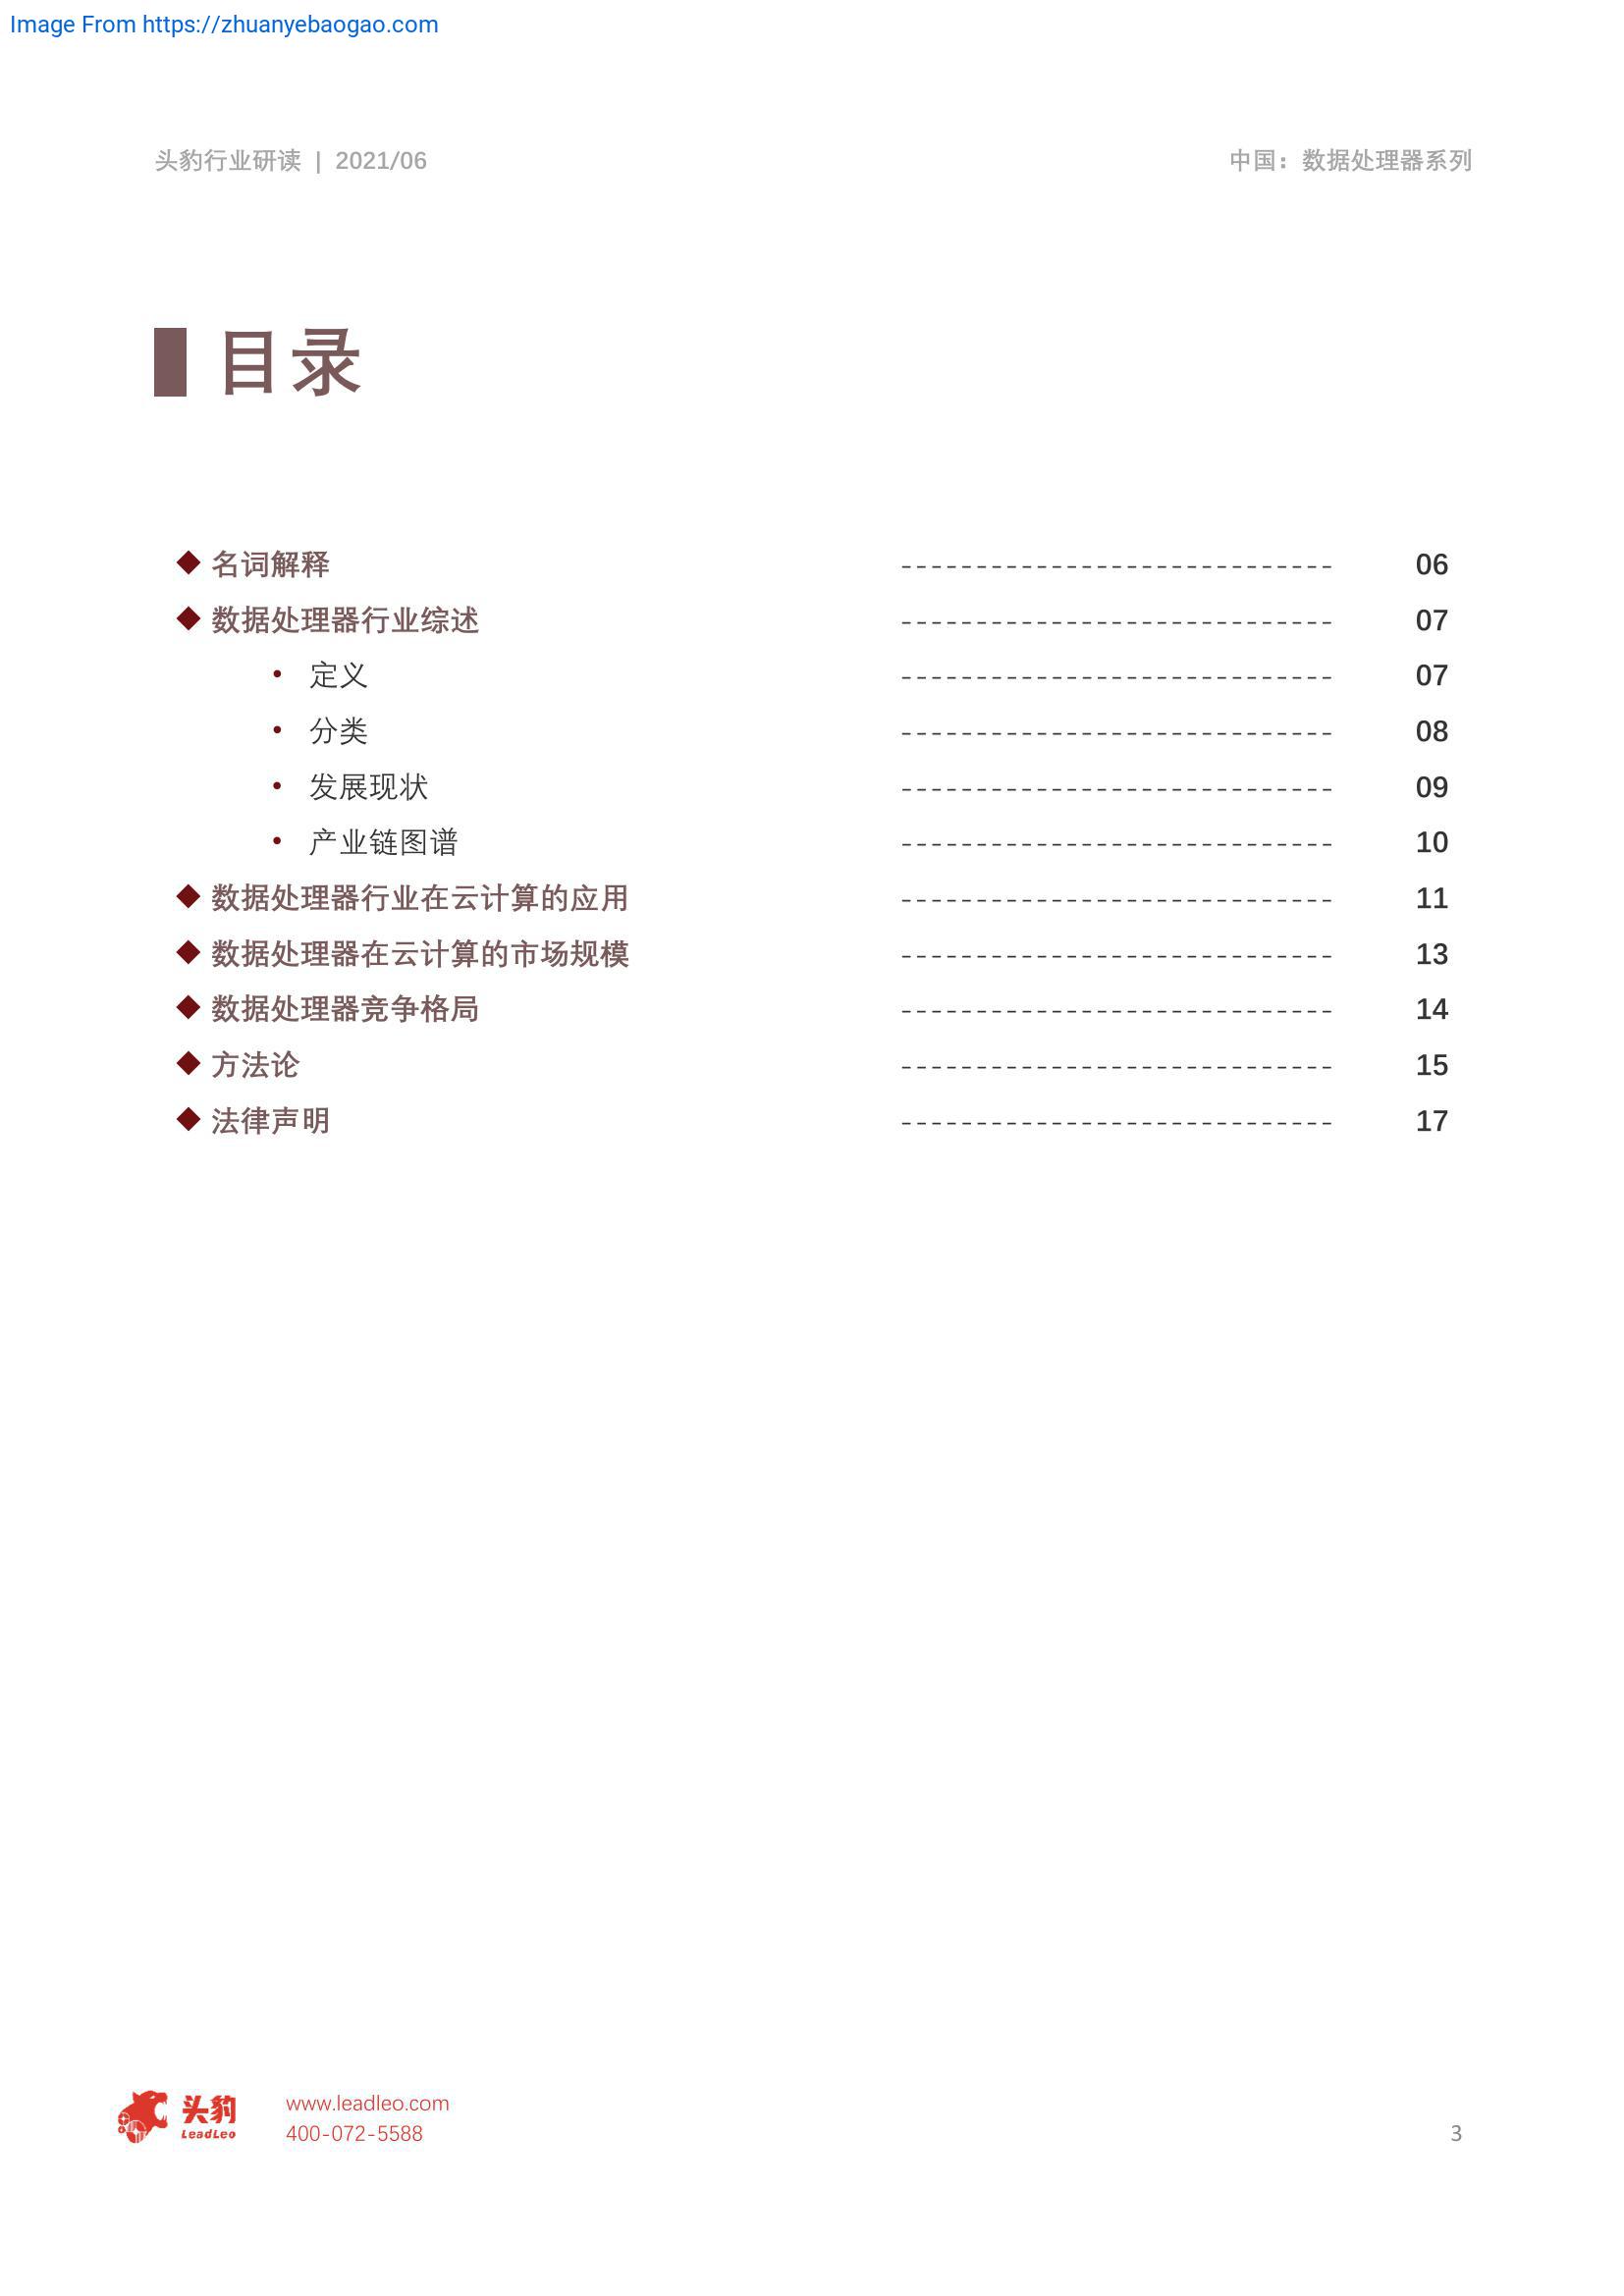 Image From https://zhuanyebaogao.com
头豹行业研读 | 2021/06
中国：数据处理器系列
目录
◆ 名词解释 ----------------------------- 06
◆ 数据处理器行业综述 ----------------------------- 07
• 定义 ----------------------------- 07
• 分类 ----------------------------- 08
• 发展现状 ----------------------------- 09
• 产业链图谱 ----------------------------- 10
◆ 数据处理器行业在云计算的应用 ----------------------------- 11
◆ 数据处理器在云计算的市场规模 ----------------------------- 13
◆ 数据处理器竞争格局 ----------------------------- 14
◆ 方法论 ----------------------------- 15
◆ 法律声明 ----------------------------- 17
头豹
LeadLeo
www.leadleo.com
400-072-5588
3